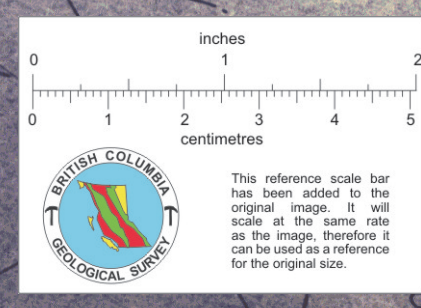 inches
0 1 2
0 1 2 3 4 5
centimetres
BRITISH COLUMBIA
GEOLOGICAL SURVEY
This reference scale bar
has been added to the
original image. It will
scale at the same rate
as the image, therefore it
can be used as a reference
for the original size.